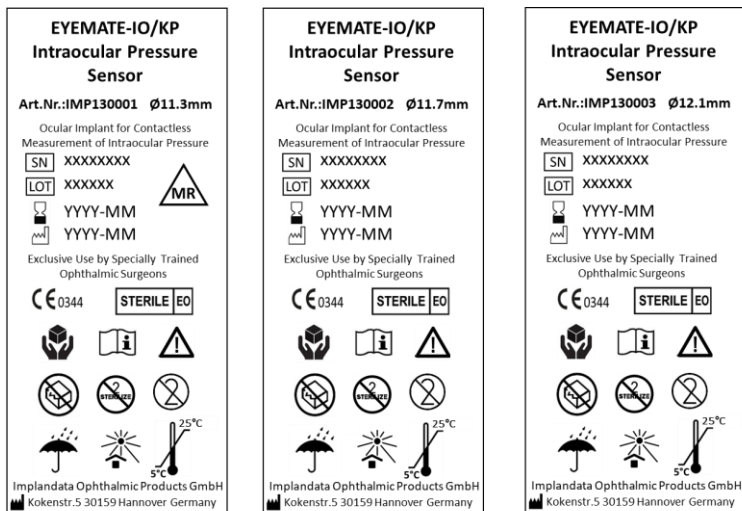 EYEMATE-IO/KP
Intraocular Pressure
Sensor
Art.Nr.:IMP130001 Ø11.3mm
Ocular Implant for Contactless
Measurement of Intraocular Pressure
SN XXXXXXXX
LOT XXXXXX
MR
YYYY-MM
YYYY-MM
Exclusive Use by Specially Trained
Ophthalmic Surgeons
CE 0344 STERILE EO
2
STERILIZE
2
25°C
5°C
Implandata Ophthalmic Products GmbH
Kokenstr.5 30159 Hannover Germany
EYEMATE-IO/KP
Intraocular Pressure
Sensor
Art.Nr.:IMP130002 Ø11.7mm
Ocular Implant for Contactless
Measurement of Intraocular Pressure
SN XXXXXXXX
LOT XXXXXX
YYYY-MM
YYYY-MM
Exclusive Use by Specially Trained
Ophthalmic Surgeons
CE 0344 STERILE EO
2
STERILIZE
2
25°C
5°C
Implandata Ophthalmic Products GmbH
Kokenstr.5 30159 Hannover Germany
EYEMATE-IO/KP
Intraocular Pressure
Sensor
Art.Nr.:IMP130003 Ø12.1mm
Ocular Implant for Contactless
Measurement of Intraocular Pressure
SN XXXXXXXX
LOT XXXXXX
YYYY-MM
YYYY-MM
Exclusive Use by Specially Trained
Ophthalmic Surgeons
CE 0344 STERILE EO
2
STERILIZE
2
25°C
5°C
Implandata Ophthalmic Products GmbH
Kokenstr.5 30159 Hannover Germany